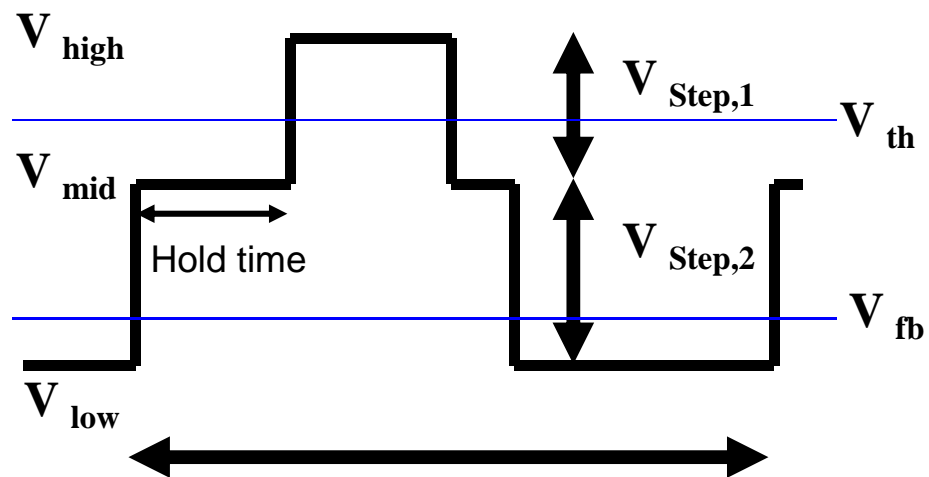 V high
V Step,1
V th
V mid
Hold time
V Step,2
V fb
V low